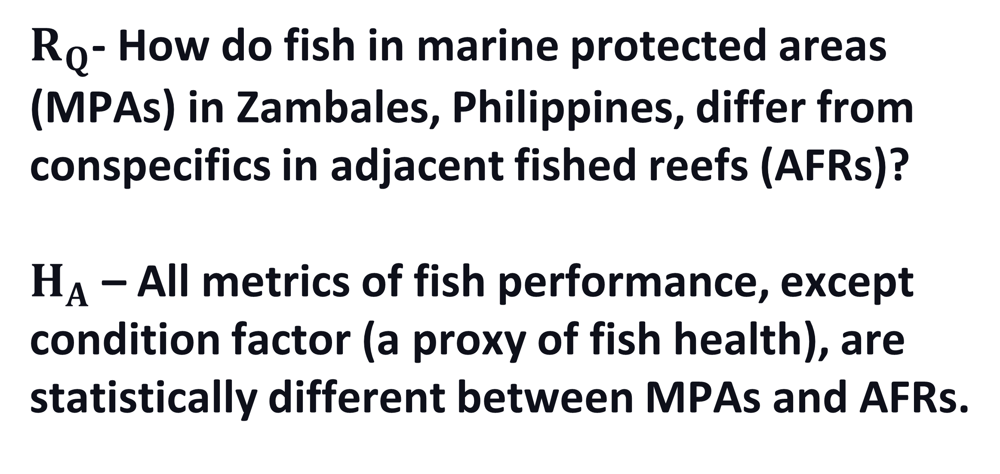 R_Q- How do fish in marine protected areas
(MPAs) in Zambales, Philippines, differ from
conspecifics in adjacent fished reefs (AFRs)?
H_A – All metrics of fish performance, except
condition factor (a proxy of fish health), are
statistically different between MPAs and AFRs.